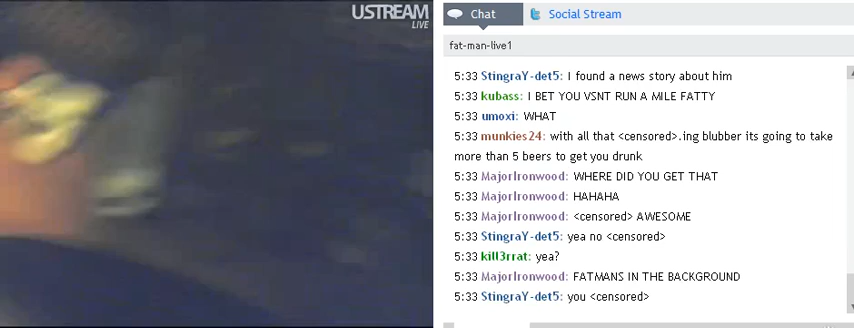 USTREAM
LIVE
Chat
Social Stream
fat-man-live1
5:33 StingraY-det5: I found a news story about him
5:33 kubass: I BET YOU VSNT RUN A MILE FATTY
5:33 umoxi: WHAT
5:33 munkies24: with all that <censored>.ing blubber its going to take
more than 5 beers to get you drunk
5:33 MajorIronwood: WHERE DID YOU GET THAT
5:33 MajorIronwood: HAHAHA
5:33 MajorIronwood: <censored> AWESOME
5:33 StingraY-det5: yea no <censored>
5:33 kill3rrat: yea?
5:33 MajorIronwood: FATMANS IN THE BACKGROUND
5:33 StingraY-det5: you <censored>